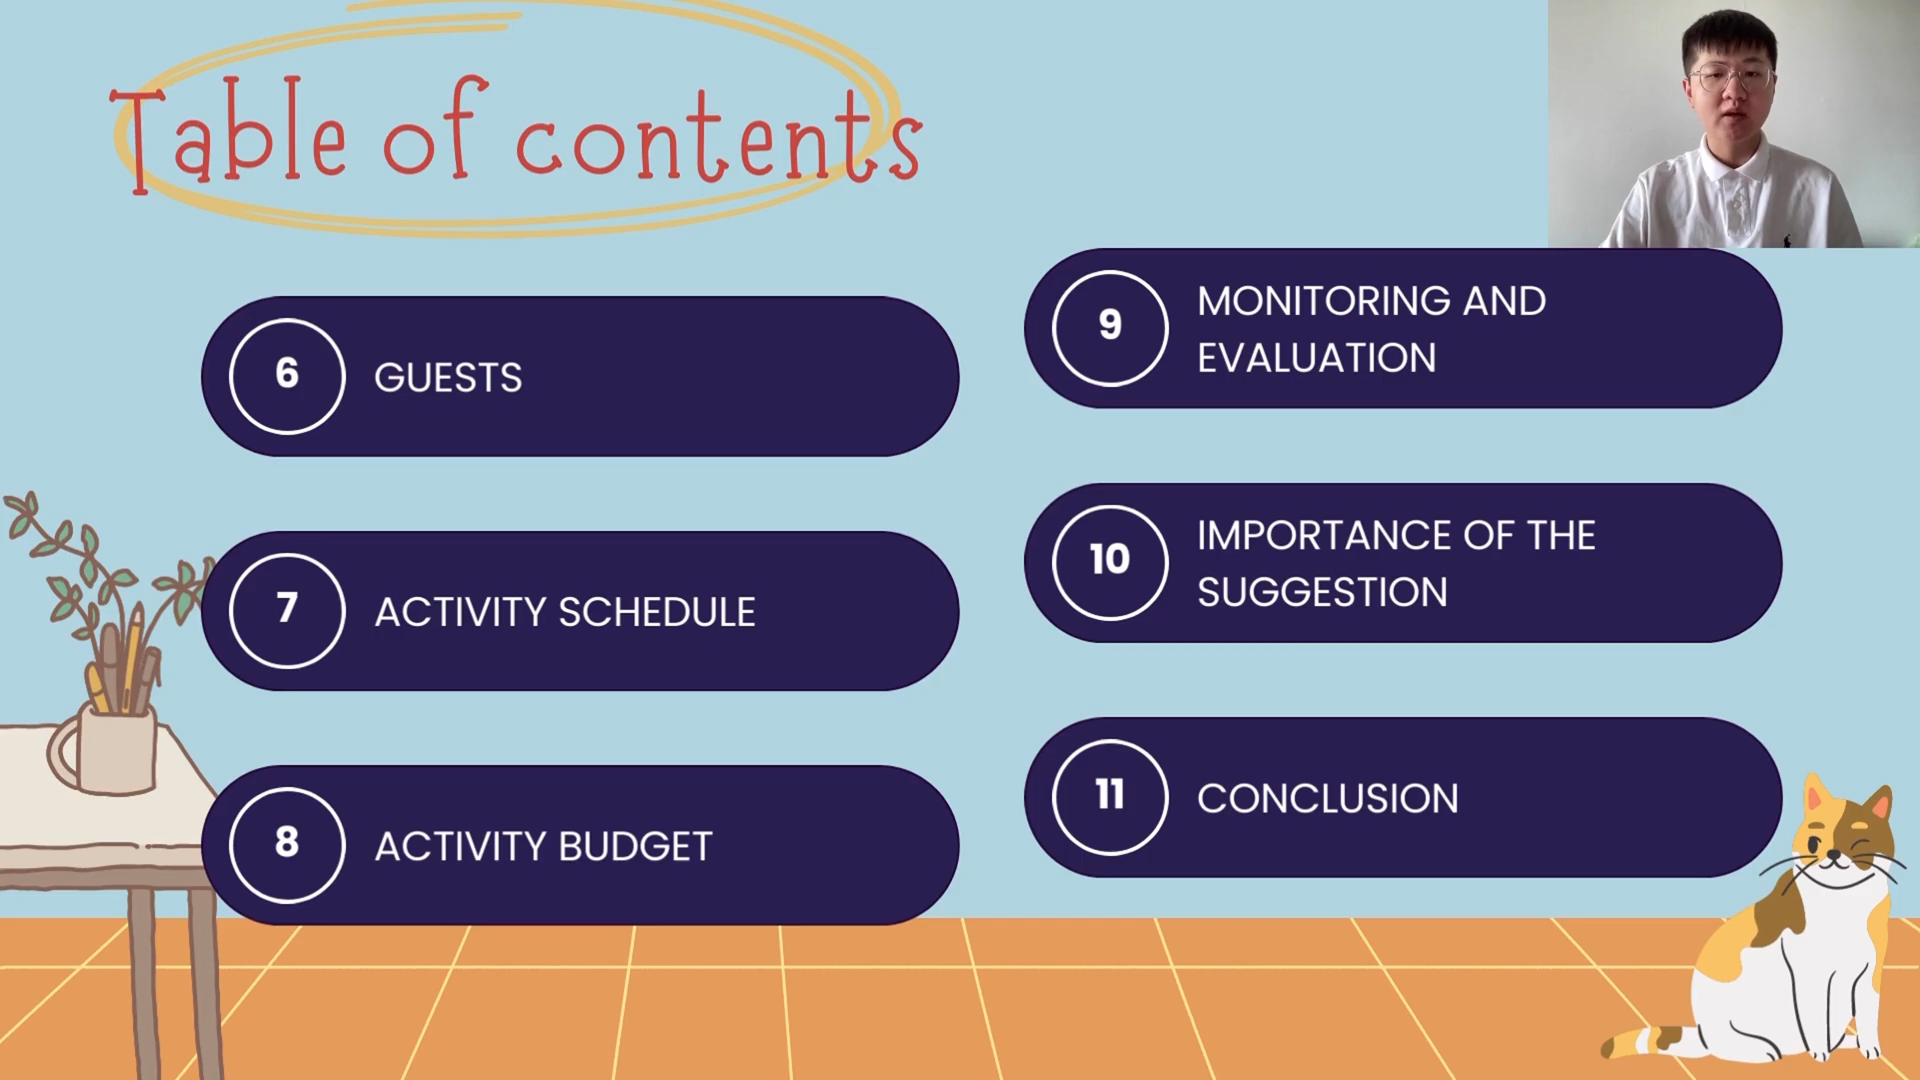 Table of contents
6
GUESTS
7
ACTIVITY SCHEDULE
8
ACTIVITY BUDGET
9
MONITORING AND
EVALUATION
10
IMPORTANCE OF THE
SUGGESTION
11
CONCLUSION